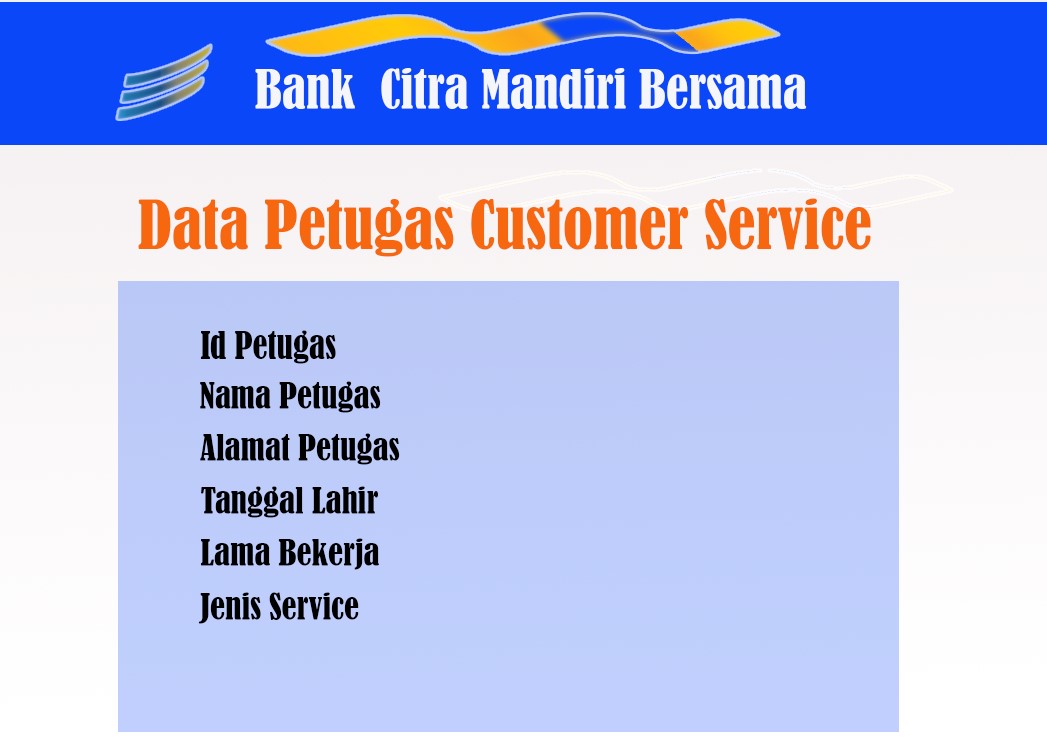 Bank Citra Mandiri Bersama
Data Petugas Customer Service
Id Petugas
Nama Petugas
Alamat Petugas
Tanggal Lahir
Lama Bekerja
Jenis Service